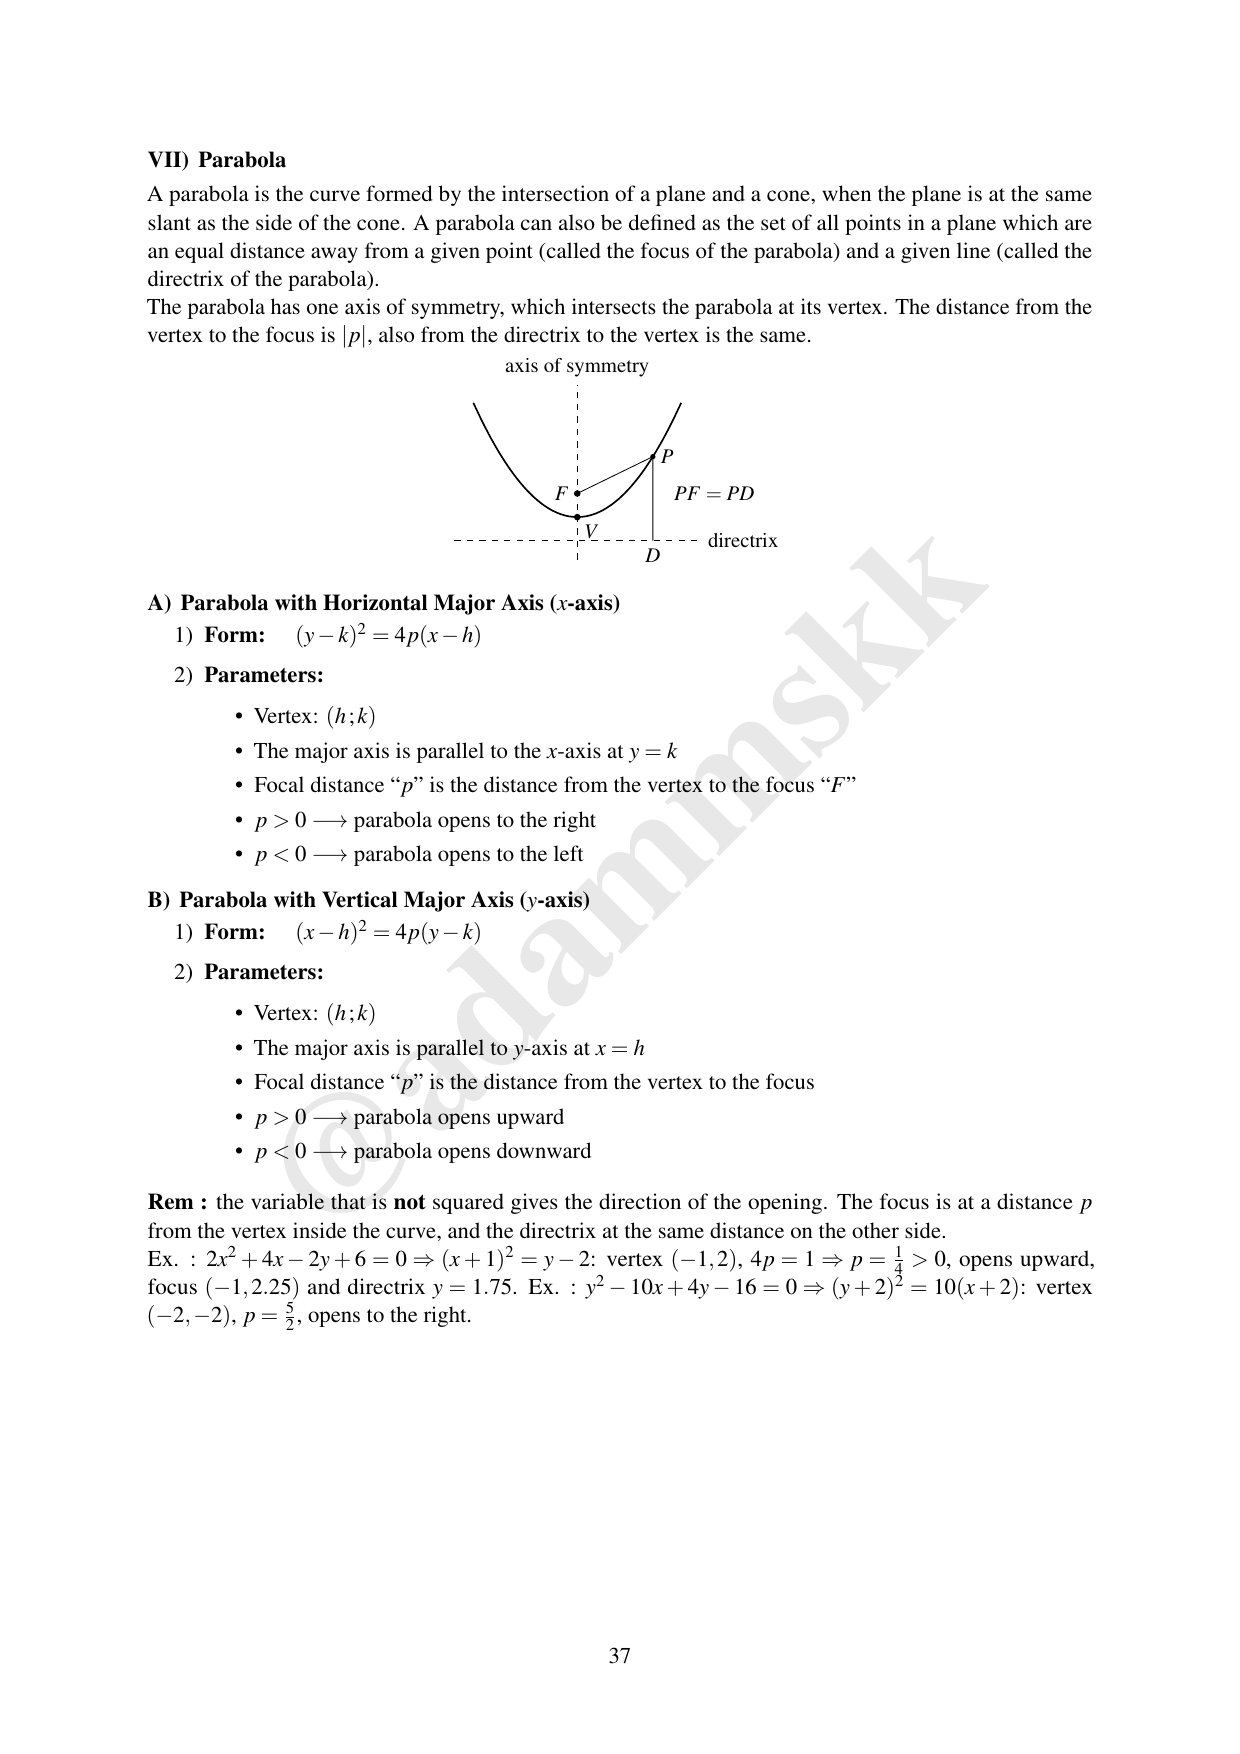 VII) Parabola
A parabola is the curve formed by the intersection of a plane and a cone, when the plane is at the same
slant as the side of the cone. A parabola can also be defined as the set of all points in a plane which are
an equal distance away from a given point (called the focus of the parabola) and a given line (called the
directrix of the parabola).
The parabola has one axis of symmetry, which intersects the parabola at its vertex. The distance from the
vertex to the focus is |p|, also from the directrix to the vertex is the same.
axis of symmetry
P
F
PF = PD
V
directrix
D
A) Parabola with Horizontal Major Axis (x-axis)
1) Form: (y − k)² = 4p(x − h)
2) Parameters:
• Vertex: (h;k)
• The major axis is parallel to the x-axis at y = k
• Focal distance “p” is the distance from the vertex to the focus “F”
• p > 0 ⟶ parabola opens to the right
• p < 0 ⟶ parabola opens to the left
B) Parabola with Vertical Major Axis (y-axis)
1) Form: (x − h)² = 4p(y − k)
2) Parameters:
• Vertex: (h;k)
• The major axis is parallel to y-axis at x = h
• Focal distance “p” is the distance from the vertex to the focus
• p > 0 ⟶ parabola opens upward
• p < 0 ⟶ parabola opens downward
Rem : the variable that is not squared gives the direction of the opening. The focus is at a distance p
from the vertex inside the curve, and the directrix at the same distance on the other side.
Ex. : 2x² + 4x − 2y + 6 = 0 ⇒ (x + 1)² = y − 2: vertex (−1,2), 4p = 1 ⇒ p = 1/4 > 0, opens upward,
focus (−1,2.25) and directrix y = 1.75. Ex. : y² − 10x + 4y − 16 = 0 ⇒ (y + 2)² = 10(x + 2): vertex
(−2,−2), p = 5/2, opens to the right.
@adammskk
37